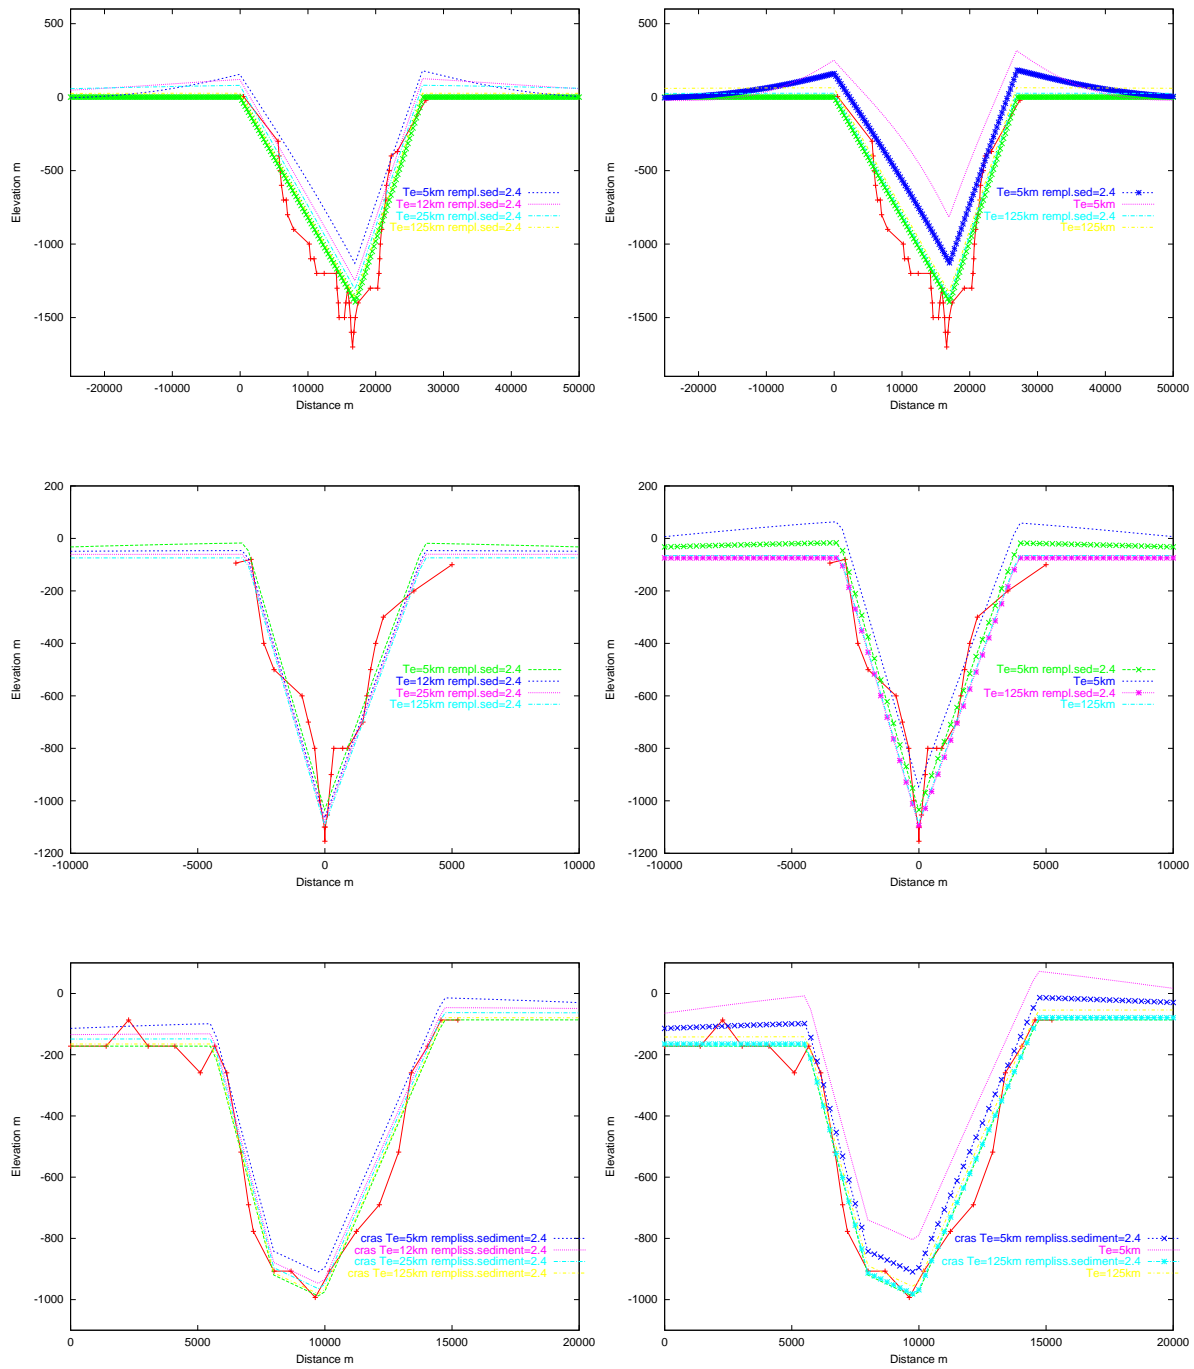 500
0
-500
-1000
-1500
Elevation m
-20000 -10000 0 10000 20000 30000 40000 50000
Distance m
Te=5km rempl.sed=2.4
Te=12km rempl.sed=2.4
Te=25km rempl.sed=2.4
Te=125km rempl.sed=2.4
500
0
-500
-1000
-1500
Elevation m
-20000 -10000 0 10000 20000 30000 40000 50000
Distance m
Te=5km rempl.sed=2.4
Te=5km
Te=125km rempl.sed=2.4
Te=125km
200
0
-200
-400
-600
-800
-1000
-1200
Elevation m
-10000 -5000 0 5000 10000
Distance m
Te=5km rempl.sed=2.4
Te=12km rempl.sed=2.4
Te=25km rempl.sed=2.4
Te=125km rempl.sed=2.4
200
0
-200
-400
-600
-800
-1000
-1200
Elevation m
-10000 -5000 0 5000 10000
Distance m
Te=5km rempl.sed=2.4
Te=5km
Te=125km rempl.sed=2.4
Te=125km
0
-200
-400
-600
-800
-1000
Elevation m
0 5000 10000 15000 20000
Distance m
cras Te=5km rempliss.sediment=2.4
cras Te=12km rempliss.sediment=2.4
cras Te=25km rempliss.sediment=2.4
cras Te=125km rempliss.sediment=2.4
0
-200
-400
-600
-800
-1000
Elevation m
0 5000 10000 15000 20000
Distance m
cras Te=5km rempliss.sediment=2.4
Te=5km
cras Te=125km rempliss.sediment=2.4
Te=125km